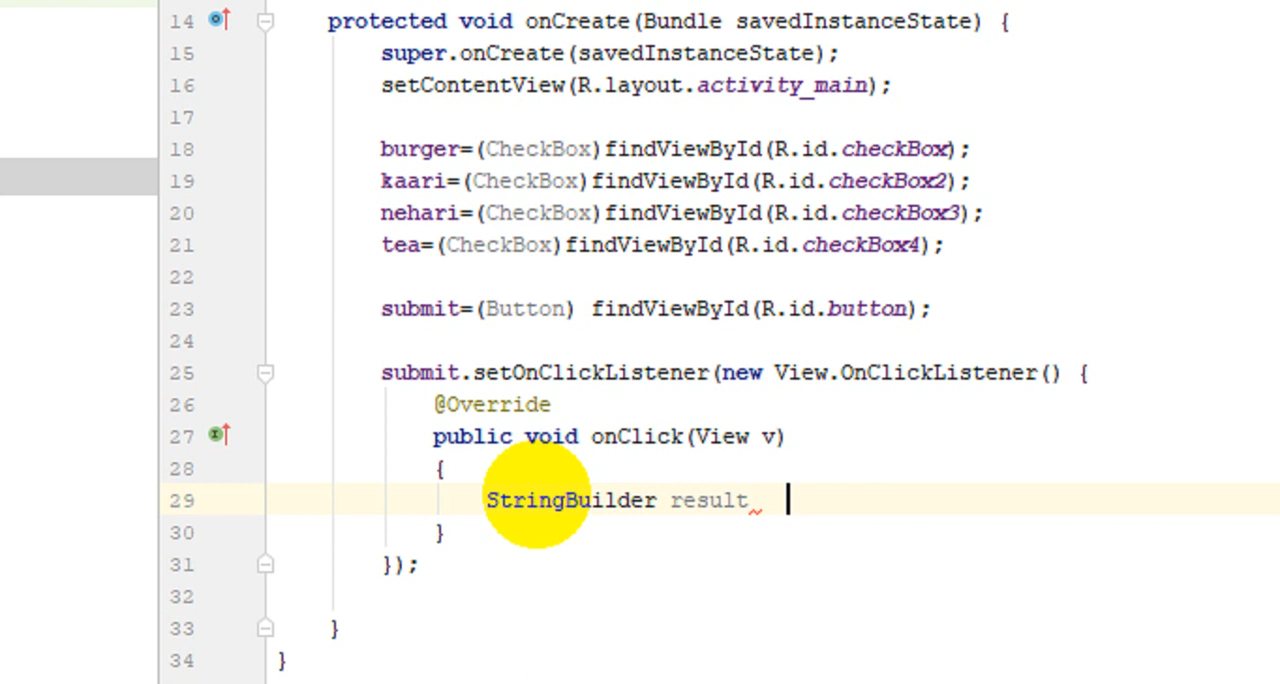 14 protected void onCreate(Bundle savedInstanceState) {
15 super.onCreate(savedInstanceState);
16 setContentView(R.layout.activity_main);
17
18 burger=(CheckBox)findViewById(R.id.checkBox);
19 kaari=(CheckBox)findViewById(R.id.checkBox2);
20 nehari=(CheckBox)findViewById(R.id.checkBox3);
21 tea=(CheckBox)findViewById(R.id.checkBox4);
22
23 submit=(Button) findViewById(R.id.button);
24
25 submit.setOnClickListener(new View.OnClickListener() {
26 @Override
27 public void onClick(View v)
28 {
29 StringBuilder result
30 }
31 });
32
33 }
34 }